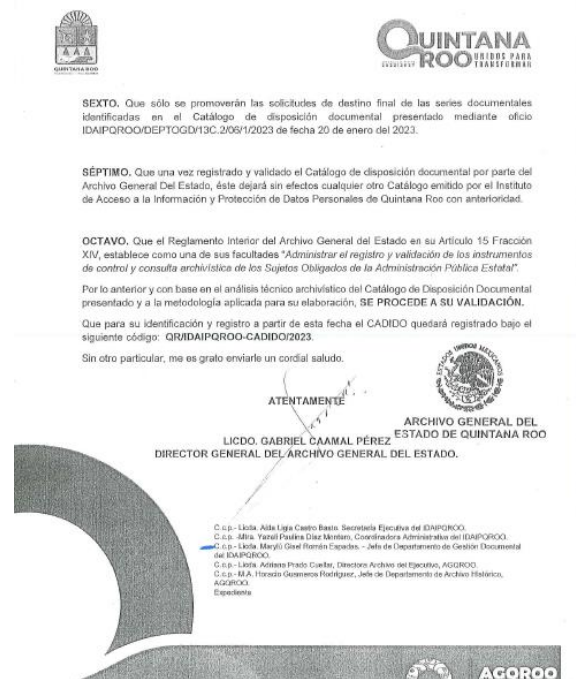 QUINTANA ROO
QUINTANA
ROO UNIDOS PARA
TRANSFORMAR
SEXTO. Que sólo se promoverán las solicitudes de destino final de las series documentales
identificadas en el Catálogo de disposición documental presentado mediante oficio
IDAIPQROO/DEPTOGD/13C.2/06/1/2023 de fecha 20 de enero del 2023.
SÉPTIMO. Que una vez registrado y validado el Catálogo de disposición documental por parte del
Archivo General Del Estado, éste dejará sin efectos cualquier otro Catálogo emitido por el Instituto
de Acceso a la Información y Protección de Datos Personales de Quintana Roo con anterioridad.
OCTAVO. Que el Reglamento Interior del Archivo General del Estado en su Artículo 15 Fracción
XIV, establece como una de sus facultades "Administrar el registro y validación de los instrumentos
de control y consulta archivística de los Sujetos Obligados de la Administración Pública Estatal".
Por lo anterior y con base en el análisis técnico archivístico del Catálogo de Disposición Documental
presentado y a la metodología aplicada para su elaboración, SE PROCEDE A SU VALIDACIÓN.
Que para su identificación y registro a partir de esta fecha el CADIDO quedará registrado bajo el
siguiente código: QR/IDAIPQROO-CADIDO/2023.
Sin otro particular, me es grato enviarle un cordial saludo.
ESTADOS UNIDOS MEXICANOS
ATENTAMENTE
ARCHIVO GENERAL DEL
ESTADO DE QUINTANA ROO
LICDO. GABRIEL CAAMAL PÉREZ
DIRECTOR GENERAL DEL ARCHIVO GENERAL DEL ESTADO.
C.c.p.- Licda. Aida Ligia Castro Basto. Secretaria Ejecutiva del IDAIPQROO.
C.c.p. -Mtra. Yazeli Paulina Díaz Montaro, Coordinadora Administrativa del IDAIPQROO.
C.c.p.- Licda. Marytú Gisel Román Espadas. - Jefa de Departamento de Gestión Documental
del IDAIPQROO.
C.c.p.- Licda. Adriana Prado Cuellar, Directora Archivo del Ejecutivo, AGQROO.
C.c.p.- M.A. Horacio Guameros Rodríguez, Jefe de Departamento de Archivo Histórico,
AGQROO.
Expediente
AGQROO